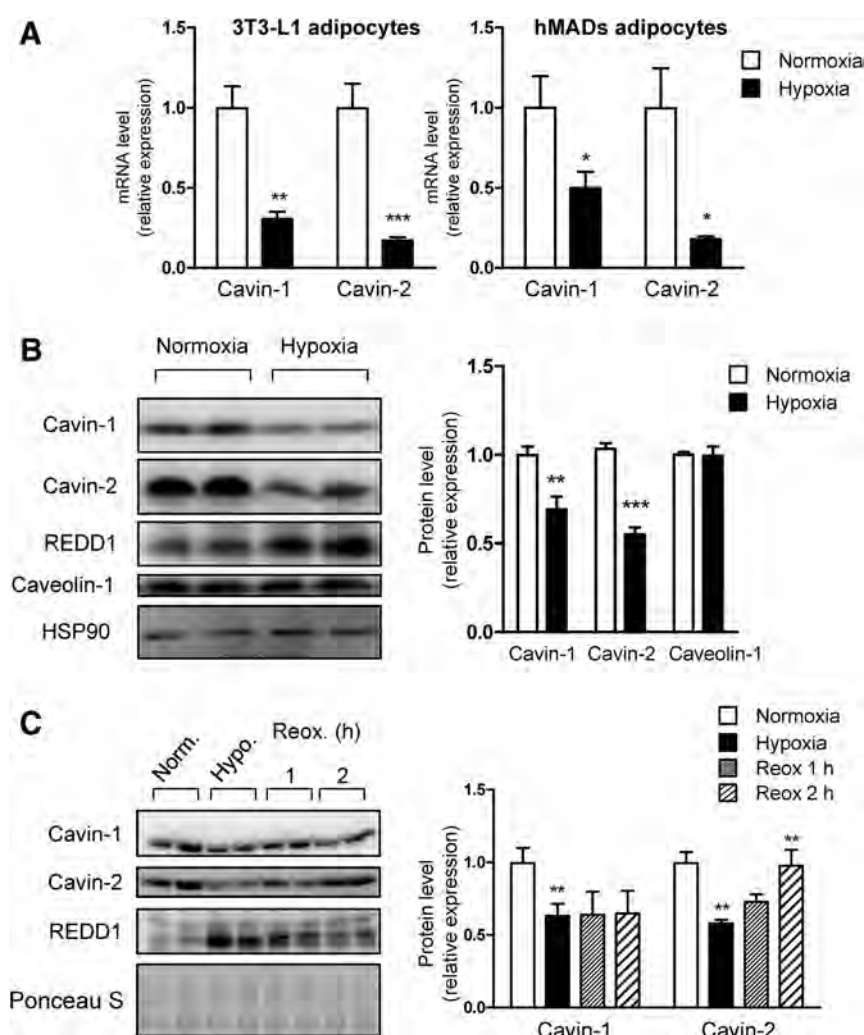 A
3T3-L1 adipocytes
hMADs adipocytes
Normoxia
Hypoxia
mRNA level
(relative expression)
1.5
1.0
0.5
0.0
**
***
Cavin-1
Cavin-2
mRNA level
(relative expression)
1.5
1.0
0.5
0.0
*
*
Cavin-1
Cavin-2
B
Normoxia
Hypoxia
Cavin-1
Cavin-2
REDD1
Caveolin-1
HSP90
Normoxia
Hypoxia
Protein level
(relative expression)
1.5
1.0
0.5
0.0
**
***
Cavin-1
Cavin-2
Caveolin-1
C
Norm.
Hypo.
Reox. (h)
1
2
Cavin-1
Cavin-2
REDD1
Ponceau S
Normoxia
Hypoxia
Reox 1 h
Reox 2 h
Protein level
(relative expression)
1.5
1.0
0.5
0.0
**
**
**
Cavin-1
Cavin-2